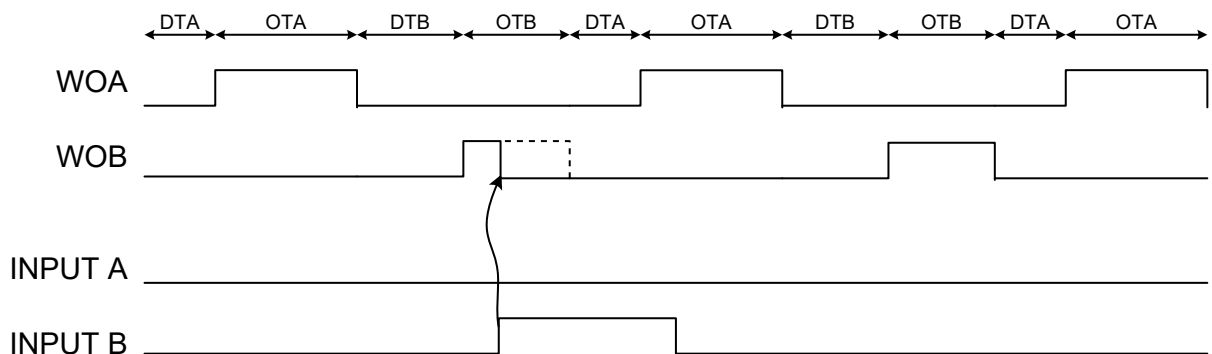 DTA OTA DTB OTB DTA OTA DTB OTB DTA OTA
WOA
WOB
INPUT A
INPUT B